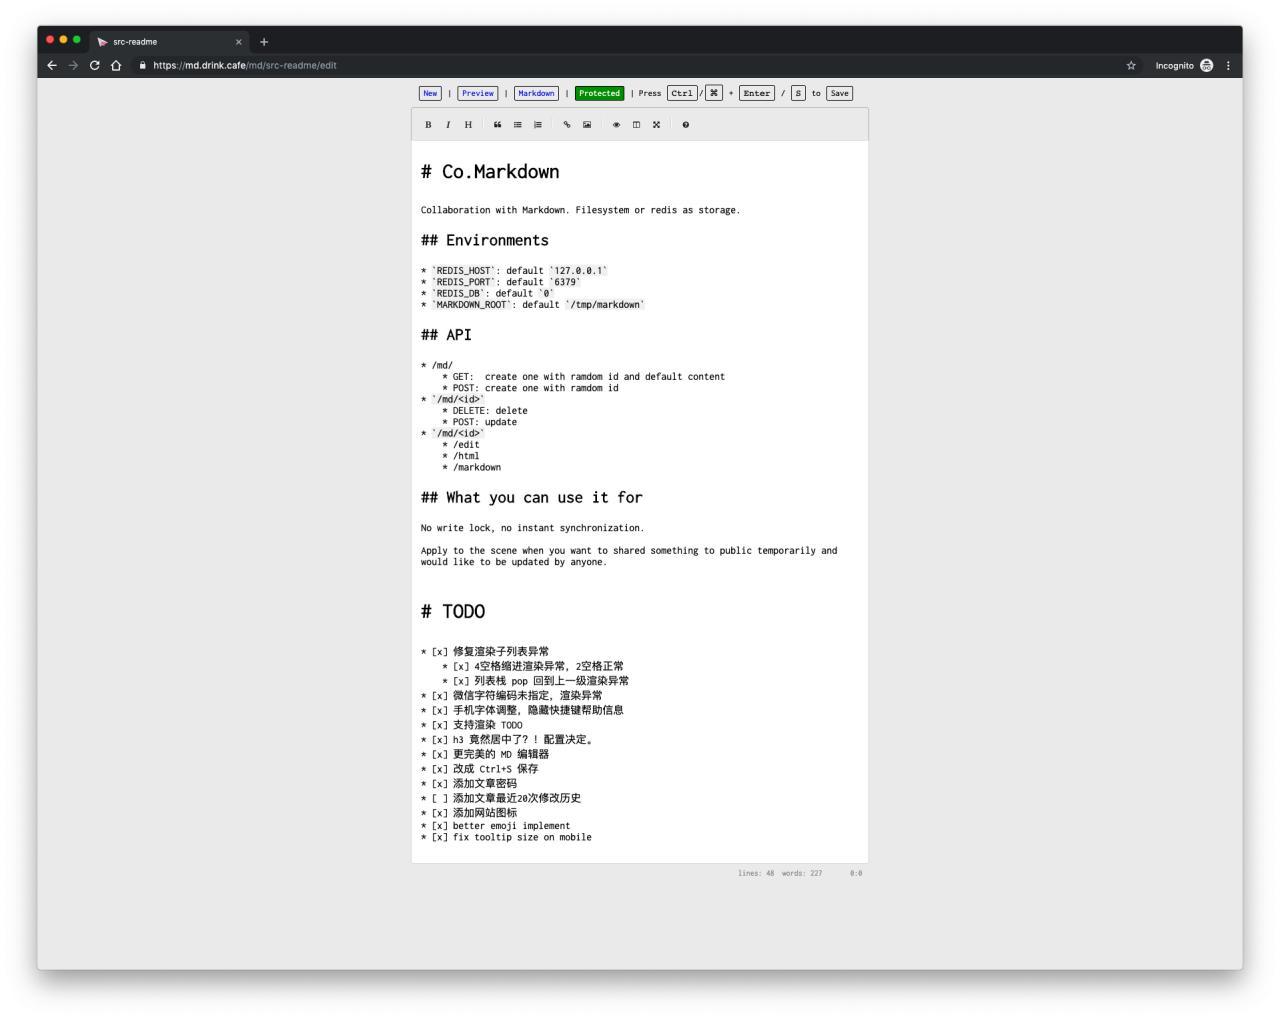 src-readme
https://md.drink.cafe/md/src-readme/edit
Incognito
New | Preview | Markdown | Protected | Press Ctrl / ⌘ + Enter / S to Save
B I H
# Co.Markdown
Collaboration with Markdown. Filesystem or redis as storage.
## Environments
* `REDIS_HOST`: default `127.0.0.1`
* `REDIS_PORT`: default `6379`
* `REDIS_DB`: default `0`
* `MARKDOWN_ROOT`: default `/tmp/markdown`
## API
* /md/
    * GET:  create one with ramdom id and default content
    * POST: create one with ramdom id
* `/md/<id>`
    * DELETE: delete
    * POST: update
* `/md/<id>`
    * /edit
    * /html
    * /markdown
## What you can use it for
No write lock, no instant synchronization.
Apply to the scene when you want to shared something to public temporarily and
would like to be updated by anyone.
# TODO
* [x] 修复渲染子列表异常
    * [x] 4空格缩进渲染异常, 2空格正常
    * [x] 列表栈 pop 回到上一级渲染异常
* [x] 微信字符编码未指定, 渲染异常
* [x] 手机字体调整, 隐藏快捷键帮助信息
* [x] 支持渲染 TODO
* [x] h3 竟然居中了?! 配置决定。
* [x] 更完美的 MD 编辑器
* [x] 改成 Ctrl+S 保存
* [x] 添加文章密码
* [ ] 添加文章最近20次修改历史
* [x] 添加网站图标
* [x] better emoji implement
* [x] fix tooltip size on mobile
lines: 48 words: 227 0:0